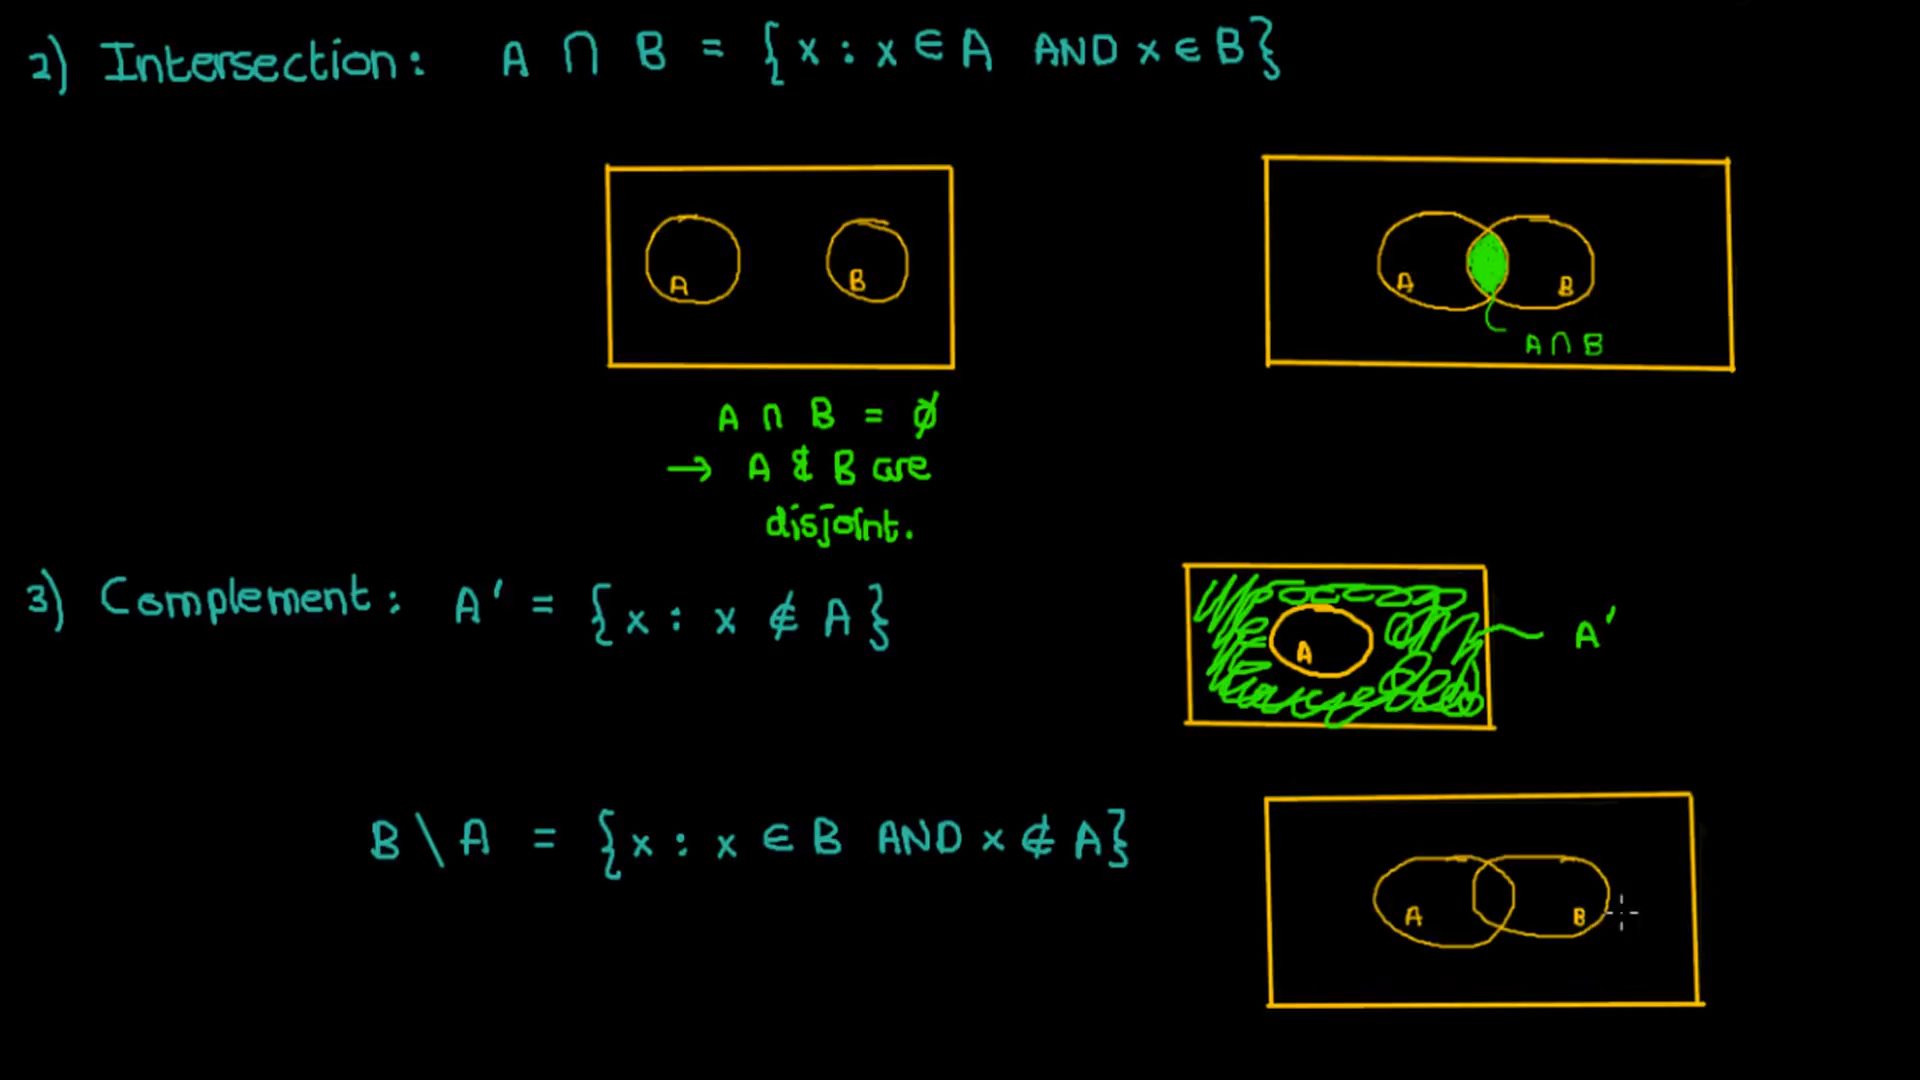 2) Intersection: A ∩ B = {x : x ∈ A AND x ∈ B}
A
B
A
B
A∩B
A ∩ B = ∅
→ A & B are
disjoint.
3) Complement: A' = {x : x ∉ A}
A
A'
B \ A = {x : x ∈ B AND x ∉ A}
A
B